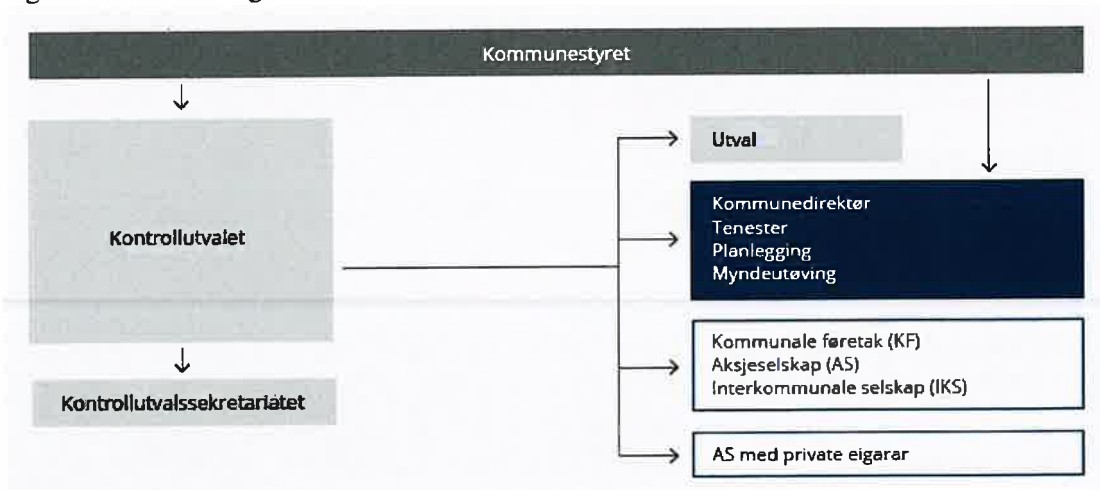 Kommunestyret
Kontrollutvalet
Kontrollutvalssekretariatet
Utval
Kommunedirektør
Tenester
Planlegging
Myndeutøving
Kommunale føretak (KF)
Aksjeselskap (AS)
Interkommunale selskap (IKS)
AS med private eigarar